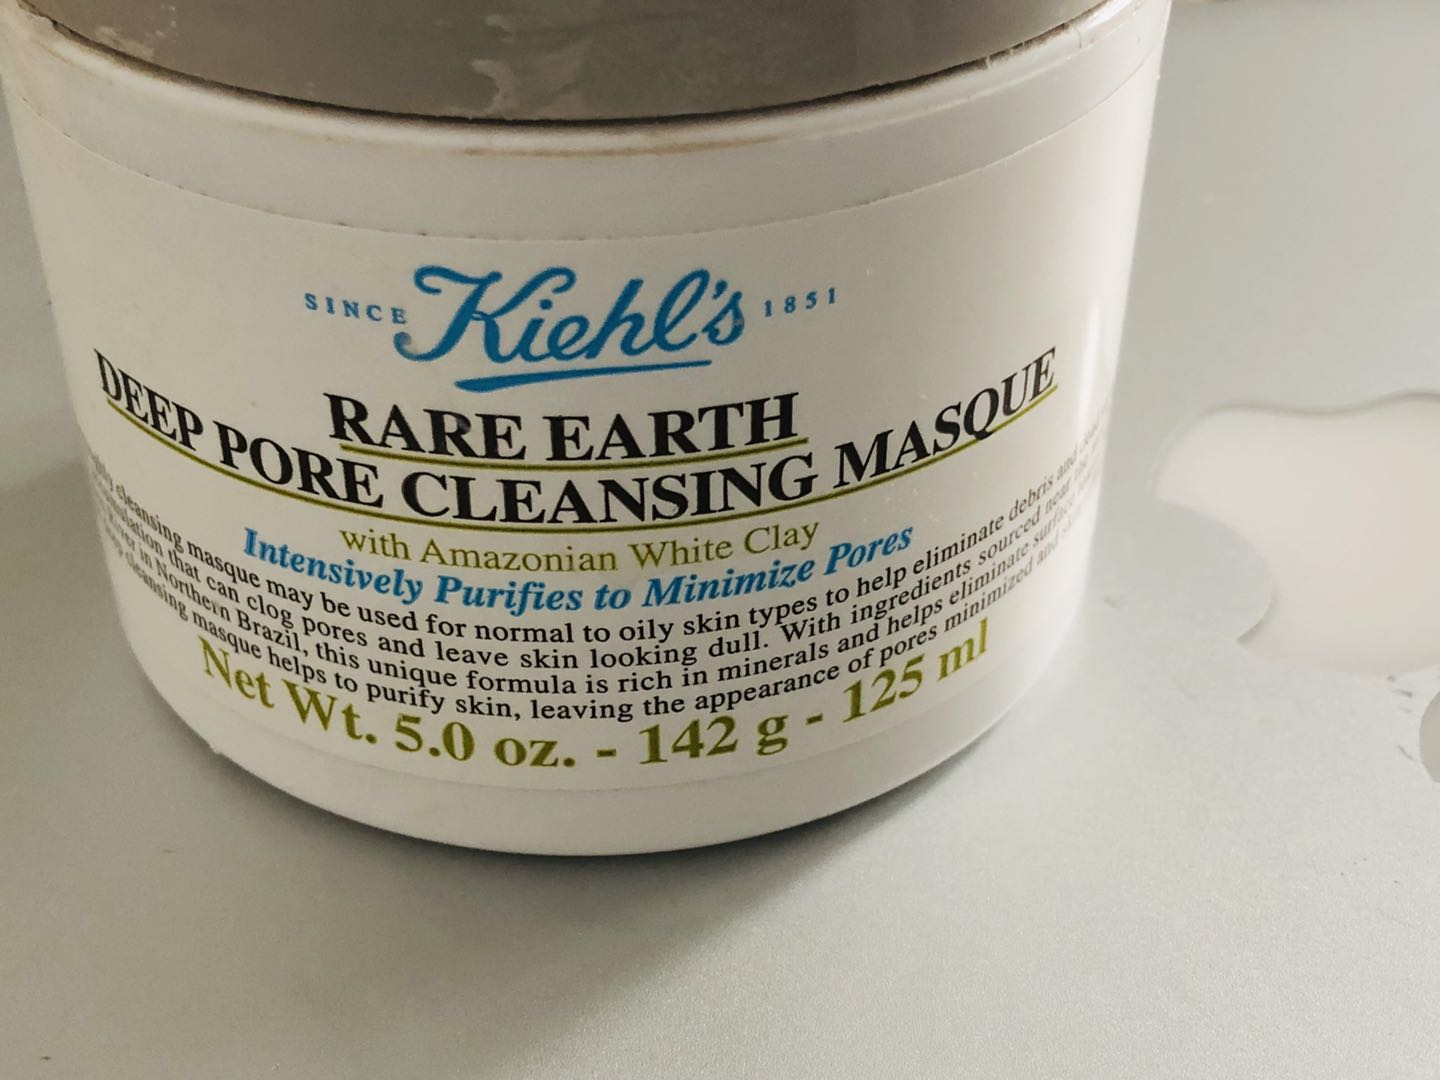 SINCE Kiehl's 1851
RARE EARTH
DEEP PORE CLEANSING MASQUE
with Amazonian White Clay
Intensively Purifies to Minimize Pores
cleansing masque may be used for normal to oily skin types to help eliminate debris and
that can clog pores and leave skin looking dull. With ingredients sourced near
in Northern Brazil, this unique formula is rich in minerals and helps eliminate surface
cleansing masque helps to purify skin, leaving the appearance of pores minimized and
Net Wt. 5.0 oz. - 142 g - 125 ml